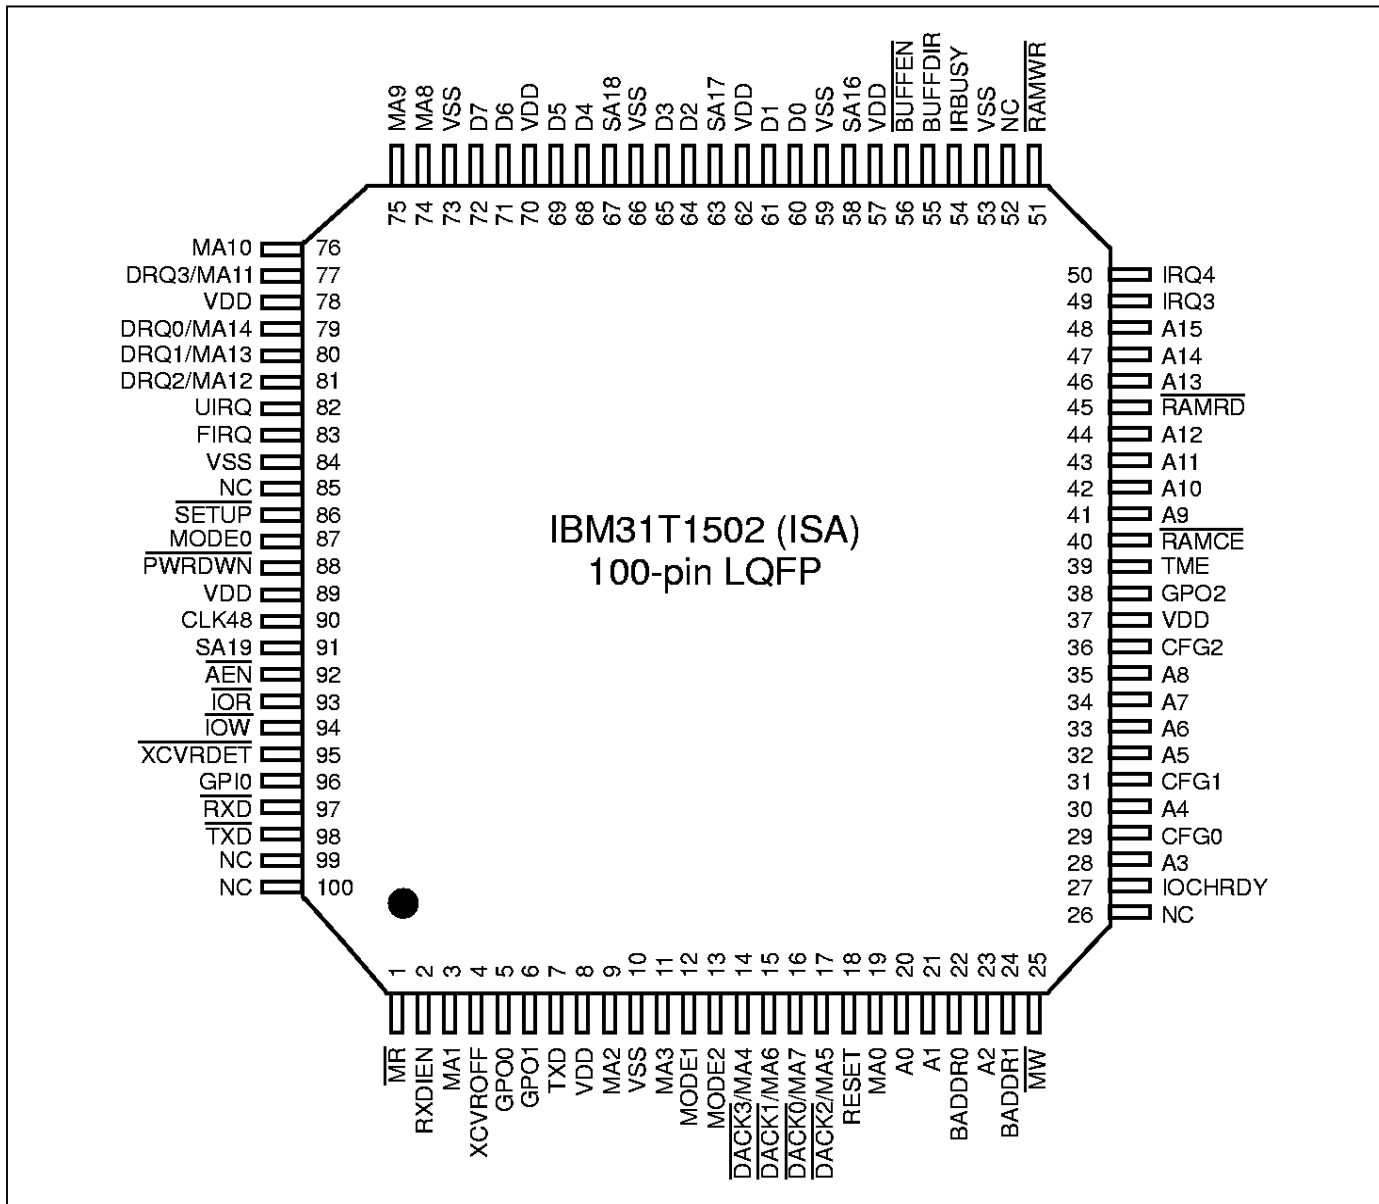 MA9
MA8
VSS
D7
D6
VDD
D5
D4
SA18
VSS
D3
D2
SA17
VDD
D1
D0
VSS
SA16
VDD
BUFFEN
BUFFDIR
IRBUSY
VSS
NC
RAMWR
75
74
73
72
71
70
69
68
67
66
65
64
63
62
61
60
59
58
57
56
55
54
53
52
51
MA10 76
DRQ3/MA11 77
VDD 78
DRQ0/MA14 79
DRQ1/MA13 80
DRQ2/MA12 81
UIRQ 82
FIRQ 83
VSS 84
NC 85
SETUP 86
MODE0 87
PWRDWN 88
VDD 89
CLK48 90
SA19 91
AEN 92
IOR 93
IOW 94
XCVRDET 95
GPI0 96
RXD 97
TXD 98
NC 99
NC 100
IBM31T1502 (ISA)
100-pin LQFP
50 IRQ4
49 IRQ3
48 A15
47 A14
46 A13
45 RAMRD
44 A12
43 A11
42 A10
41 A9
40 RAMCE
39 TME
38 GPO2
37 VDD
36 CFG2
35 A8
34 A7
33 A6
32 A5
31 CFG1
30 A4
29 CFG0
28 A3
27 IOCHRDY
26 NC
1
2
3
4
5
6
7
8
9
10
11
12
13
14
15
16
17
18
19
20
21
22
23
24
25
MR
RXDIEN
MA1
XCVROFF
GPO0
GPO1
TXD
VDD
MA2
VSS
MA3
MODE1
MODE2
DACK3/MA4
DACK1/MA6
DACK0/MA7
DACK2/MA5
RESET
MA0
A0
A1
BADDR0
A2
BADDR1
MW